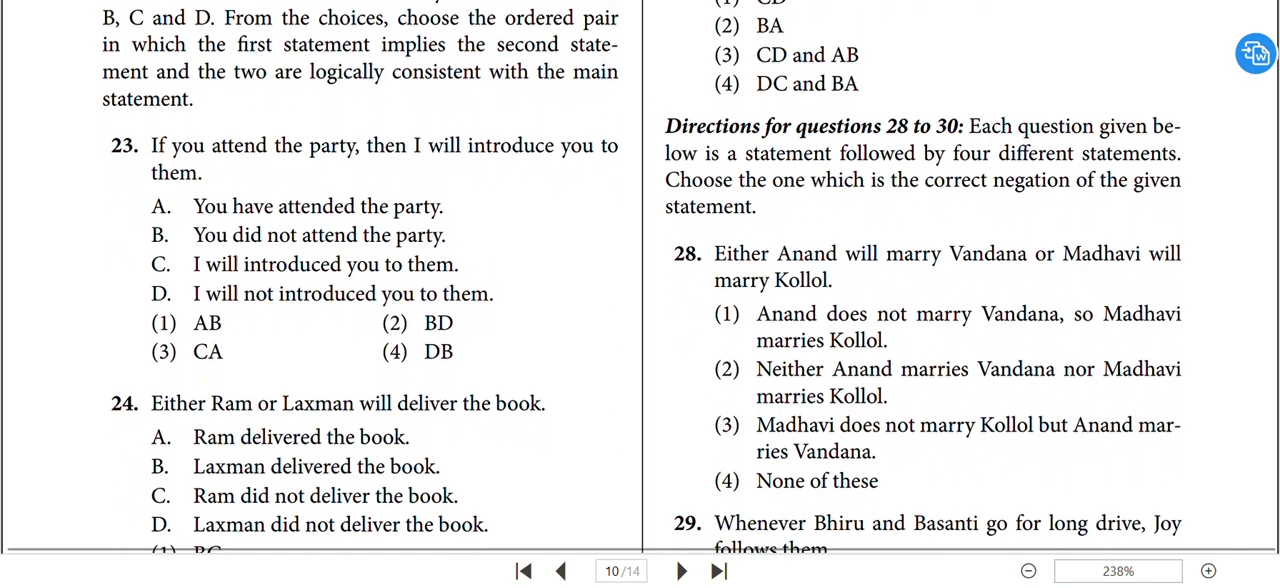 B, C and D. From the choices, choose the ordered pair
in which the first statement implies the second state-
ment and the two are logically consistent with the main
statement.
23. If you attend the party, then I will introduce you to
them.
A. You have attended the party.
B. You did not attend the party.
C. I will introduced you to them.
D. I will not introduced you to them.
(1) AB (2) BD
(3) CA (4) DB
24. Either Ram or Laxman will deliver the book.
A. Ram delivered the book.
B. Laxman delivered the book.
C. Ram did not deliver the book.
D. Laxman did not deliver the book.
(2) BA
(3) CD and AB
(4) DC and BA
Directions for questions 28 to 30: Each question given be-
low is a statement followed by four different statements.
Choose the one which is the correct negation of the given
statement.
28. Either Anand will marry Vandana or Madhavi will
marry Kollol.
(1) Anand does not marry Vandana, so Madhavi
marries Kollol.
(2) Neither Anand marries Vandana nor Madhavi
marries Kollol.
(3) Madhavi does not marry Kollol but Anand mar-
ries Vandana.
(4) None of these
29. Whenever Bhiru and Basanti go for long drive, Joy
follows them
10/14
238%